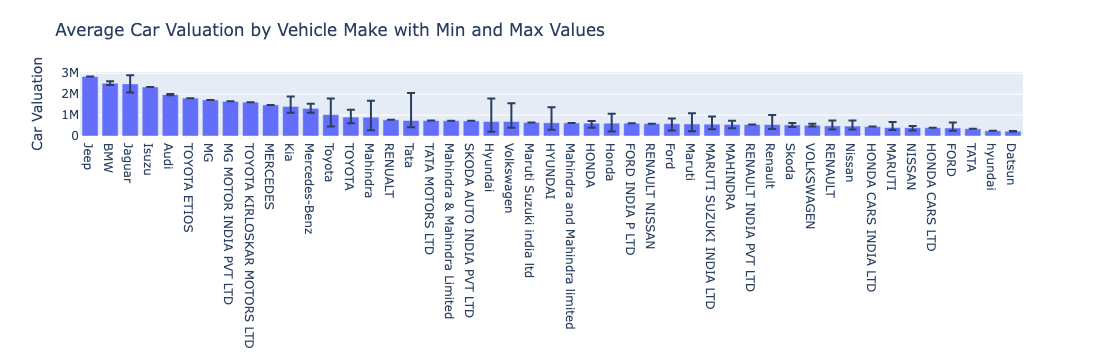 Average Car Valuation by Vehicle Make with Min and Max Values
Car Valuation
3M
2M
1M
0
Jeep
BMW
Jaguar
Isuzu
Audi
TOYOTA ETIOS
MG
MG MOTOR INDIA PVT LTD
TOYOTA KIRLOSKAR MOTORS LTD
MERCEDES
Kia
Mercedes-Benz
Toyota
TOYOTA
Mahindra
RENUALT
Tata
TATA MOTORS LTD
Mahindra & Mahindra Limited
SKODA AUTO INDIA PVT LTD
Hyundai
Volkswagen
Maruti Suzuki india ltd
HYUNDAI
Mahindra and Mahindra limited
HONDA
Honda
FORD INDIA P LTD
RENAULT NISSAN
Ford
Maruti
MARUTI SUZUKI INDIA LTD
MAHINDRA
RENAULT INDIA PVT LTD
Renault
Skoda
VOLKSWAGEN
RENAULT
Nissan
HONDA CARS INDIA LTD
MARUTI
NISSAN
HONDA CARS LTD
FORD
TATA
hyundai
Datsun